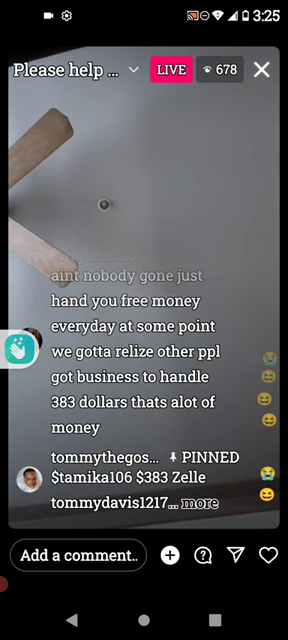 3:25
Please help ...
LIVE
678
aint nobody gone just
hand you free money
everyday at some point
we gotta relize other ppl
got business to handle
383 dollars thats alot of
money
tommythegos... PINNED
$tamika106 $383 Zelle
tommydavis1217... more
Add a comment..